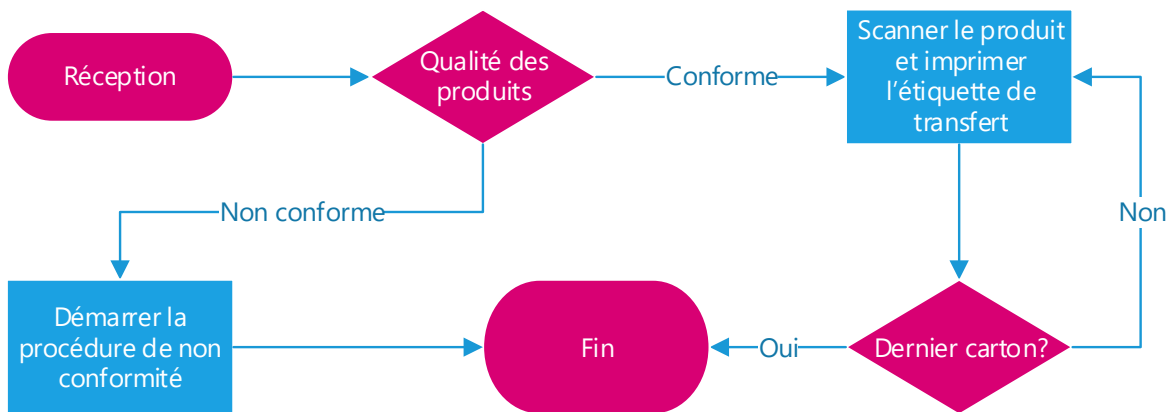 Réception
Qualité des
produits
Conforme
Scanner le produit
et imprimer
l'étiquette de
transfert
Non conforme
Non
Démarrer la
procédure de non
conformité
Fin
Oui
Dernier carton?